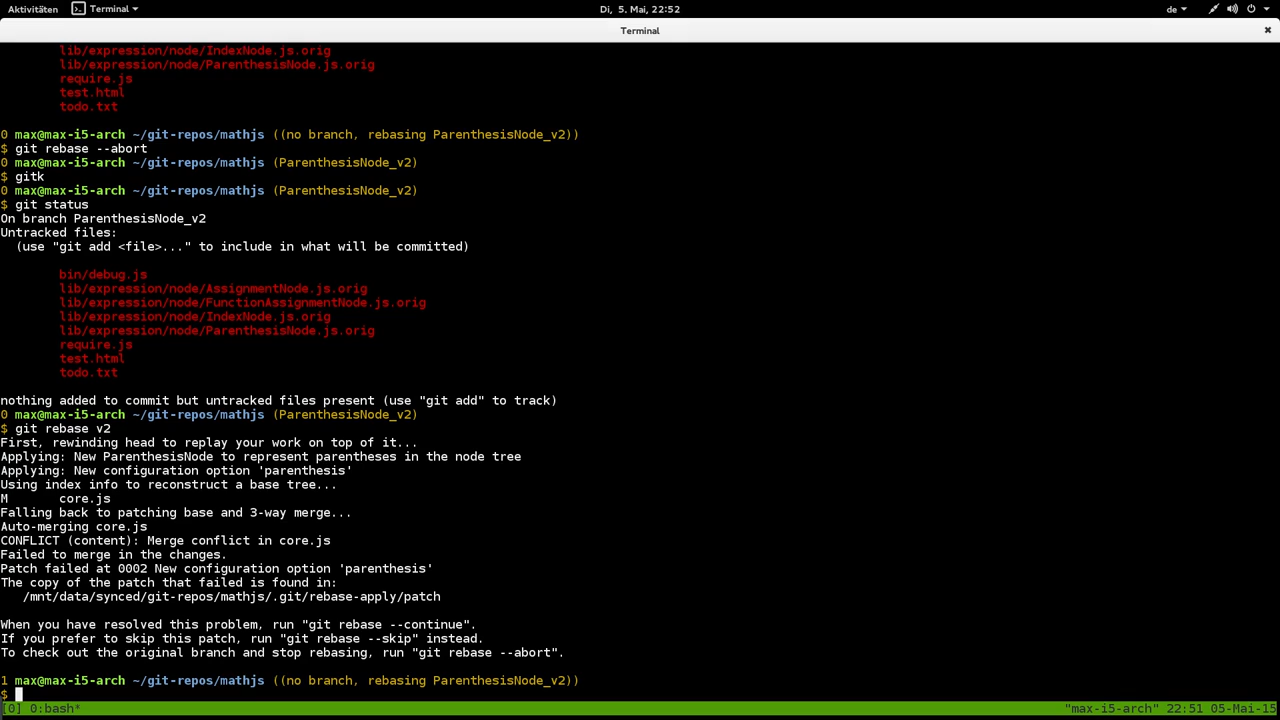 Aktivitäten Terminal Di, 5. Mai, 22:52 de
Terminal
lib/expression/node/IndexNode.js.orig
lib/expression/node/ParenthesisNode.js.orig
require.js
test.html
todo.txt
0 max@max-i5-arch ~/git-repos/mathjs ((no branch, rebasing ParenthesisNode_v2))
$ git rebase --abort
0 max@max-i5-arch ~/git-repos/mathjs (ParenthesisNode_v2)
$ gitk
0 max@max-i5-arch ~/git-repos/mathjs (ParenthesisNode_v2)
$ git status
On branch ParenthesisNode_v2
Untracked files:
(use "git add <file>..." to include in what will be committed)
bin/debug.js
lib/expression/node/AssignmentNode.js.orig
lib/expression/node/FunctionAssignmentNode.js.orig
lib/expression/node/IndexNode.js.orig
lib/expression/node/ParenthesisNode.js.orig
require.js
test.html
todo.txt
nothing added to commit but untracked files present (use "git add" to track)
0 max@max-i5-arch ~/git-repos/mathjs (ParenthesisNode_v2)
$ git rebase v2
First, rewinding head to replay your work on top of it...
Applying: New ParenthesisNode to represent parentheses in the node tree
Applying: New configuration option 'parenthesis'
Using index info to reconstruct a base tree...
M core.js
Falling back to patching base and 3-way merge...
Auto-merging core.js
CONFLICT (content): Merge conflict in core.js
Failed to merge in the changes.
Patch failed at 0002 New configuration option 'parenthesis'
The copy of the patch that failed is found in:
/mnt/data/synced/git-repos/mathjs/.git/rebase-apply/patch
When you have resolved this problem, run "git rebase --continue".
If you prefer to skip this patch, run "git rebase --skip" instead.
To check out the original branch and stop rebasing, run "git rebase --abort".
1 max@max-i5-arch ~/git-repos/mathjs ((no branch, rebasing ParenthesisNode_v2))
$
[0] 0:bash* "max-i5-arch" 22:51 05-Mai-15